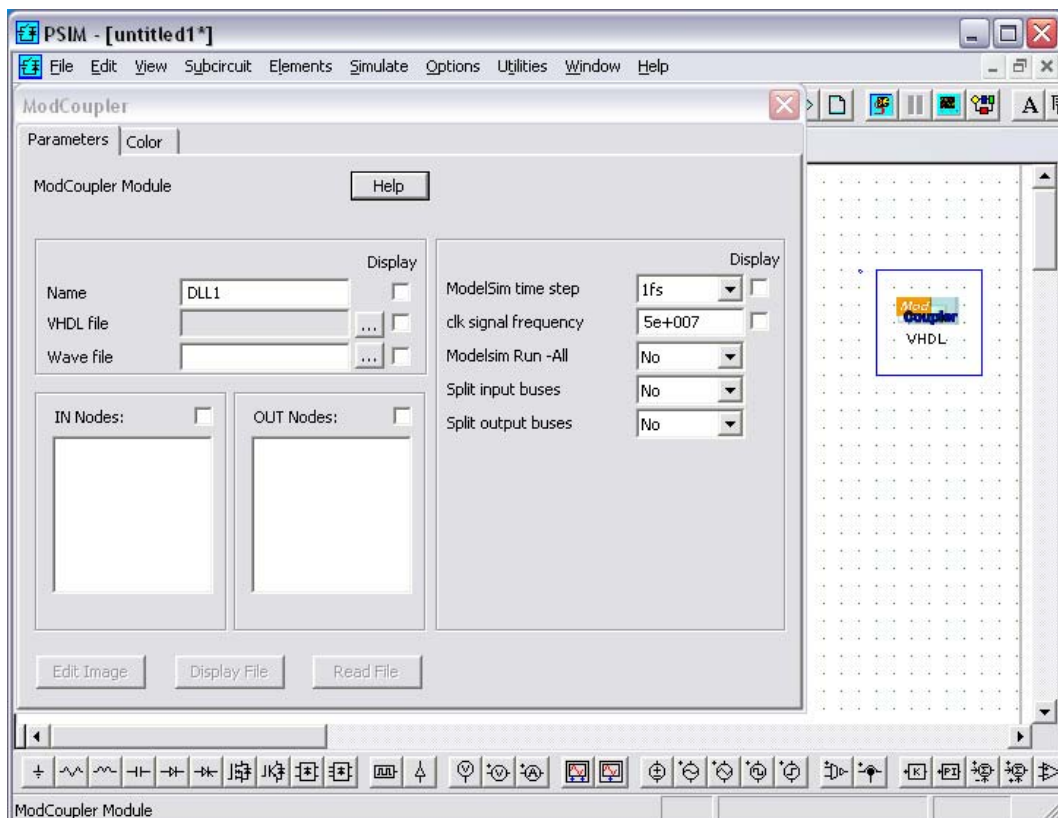 PSIM - [untitled1*]
File Edit View Subcircuit Elements Simulate Options Utilities Window Help
ModCoupler
A
Parameters Color
ModCoupler Module Help
Display
Name DLL1
VHDL file ...
Wave file ...
Display
ModelSim time step 1fs
clk signal frequency 5e+007
Modelsim Run -All No
Split input buses No
Split output buses No
IN Nodes: OUT Nodes:
Edit Image Display File Read File
Mod
Coupler
VHDL
JK V V A K PI
ModCoupler Module